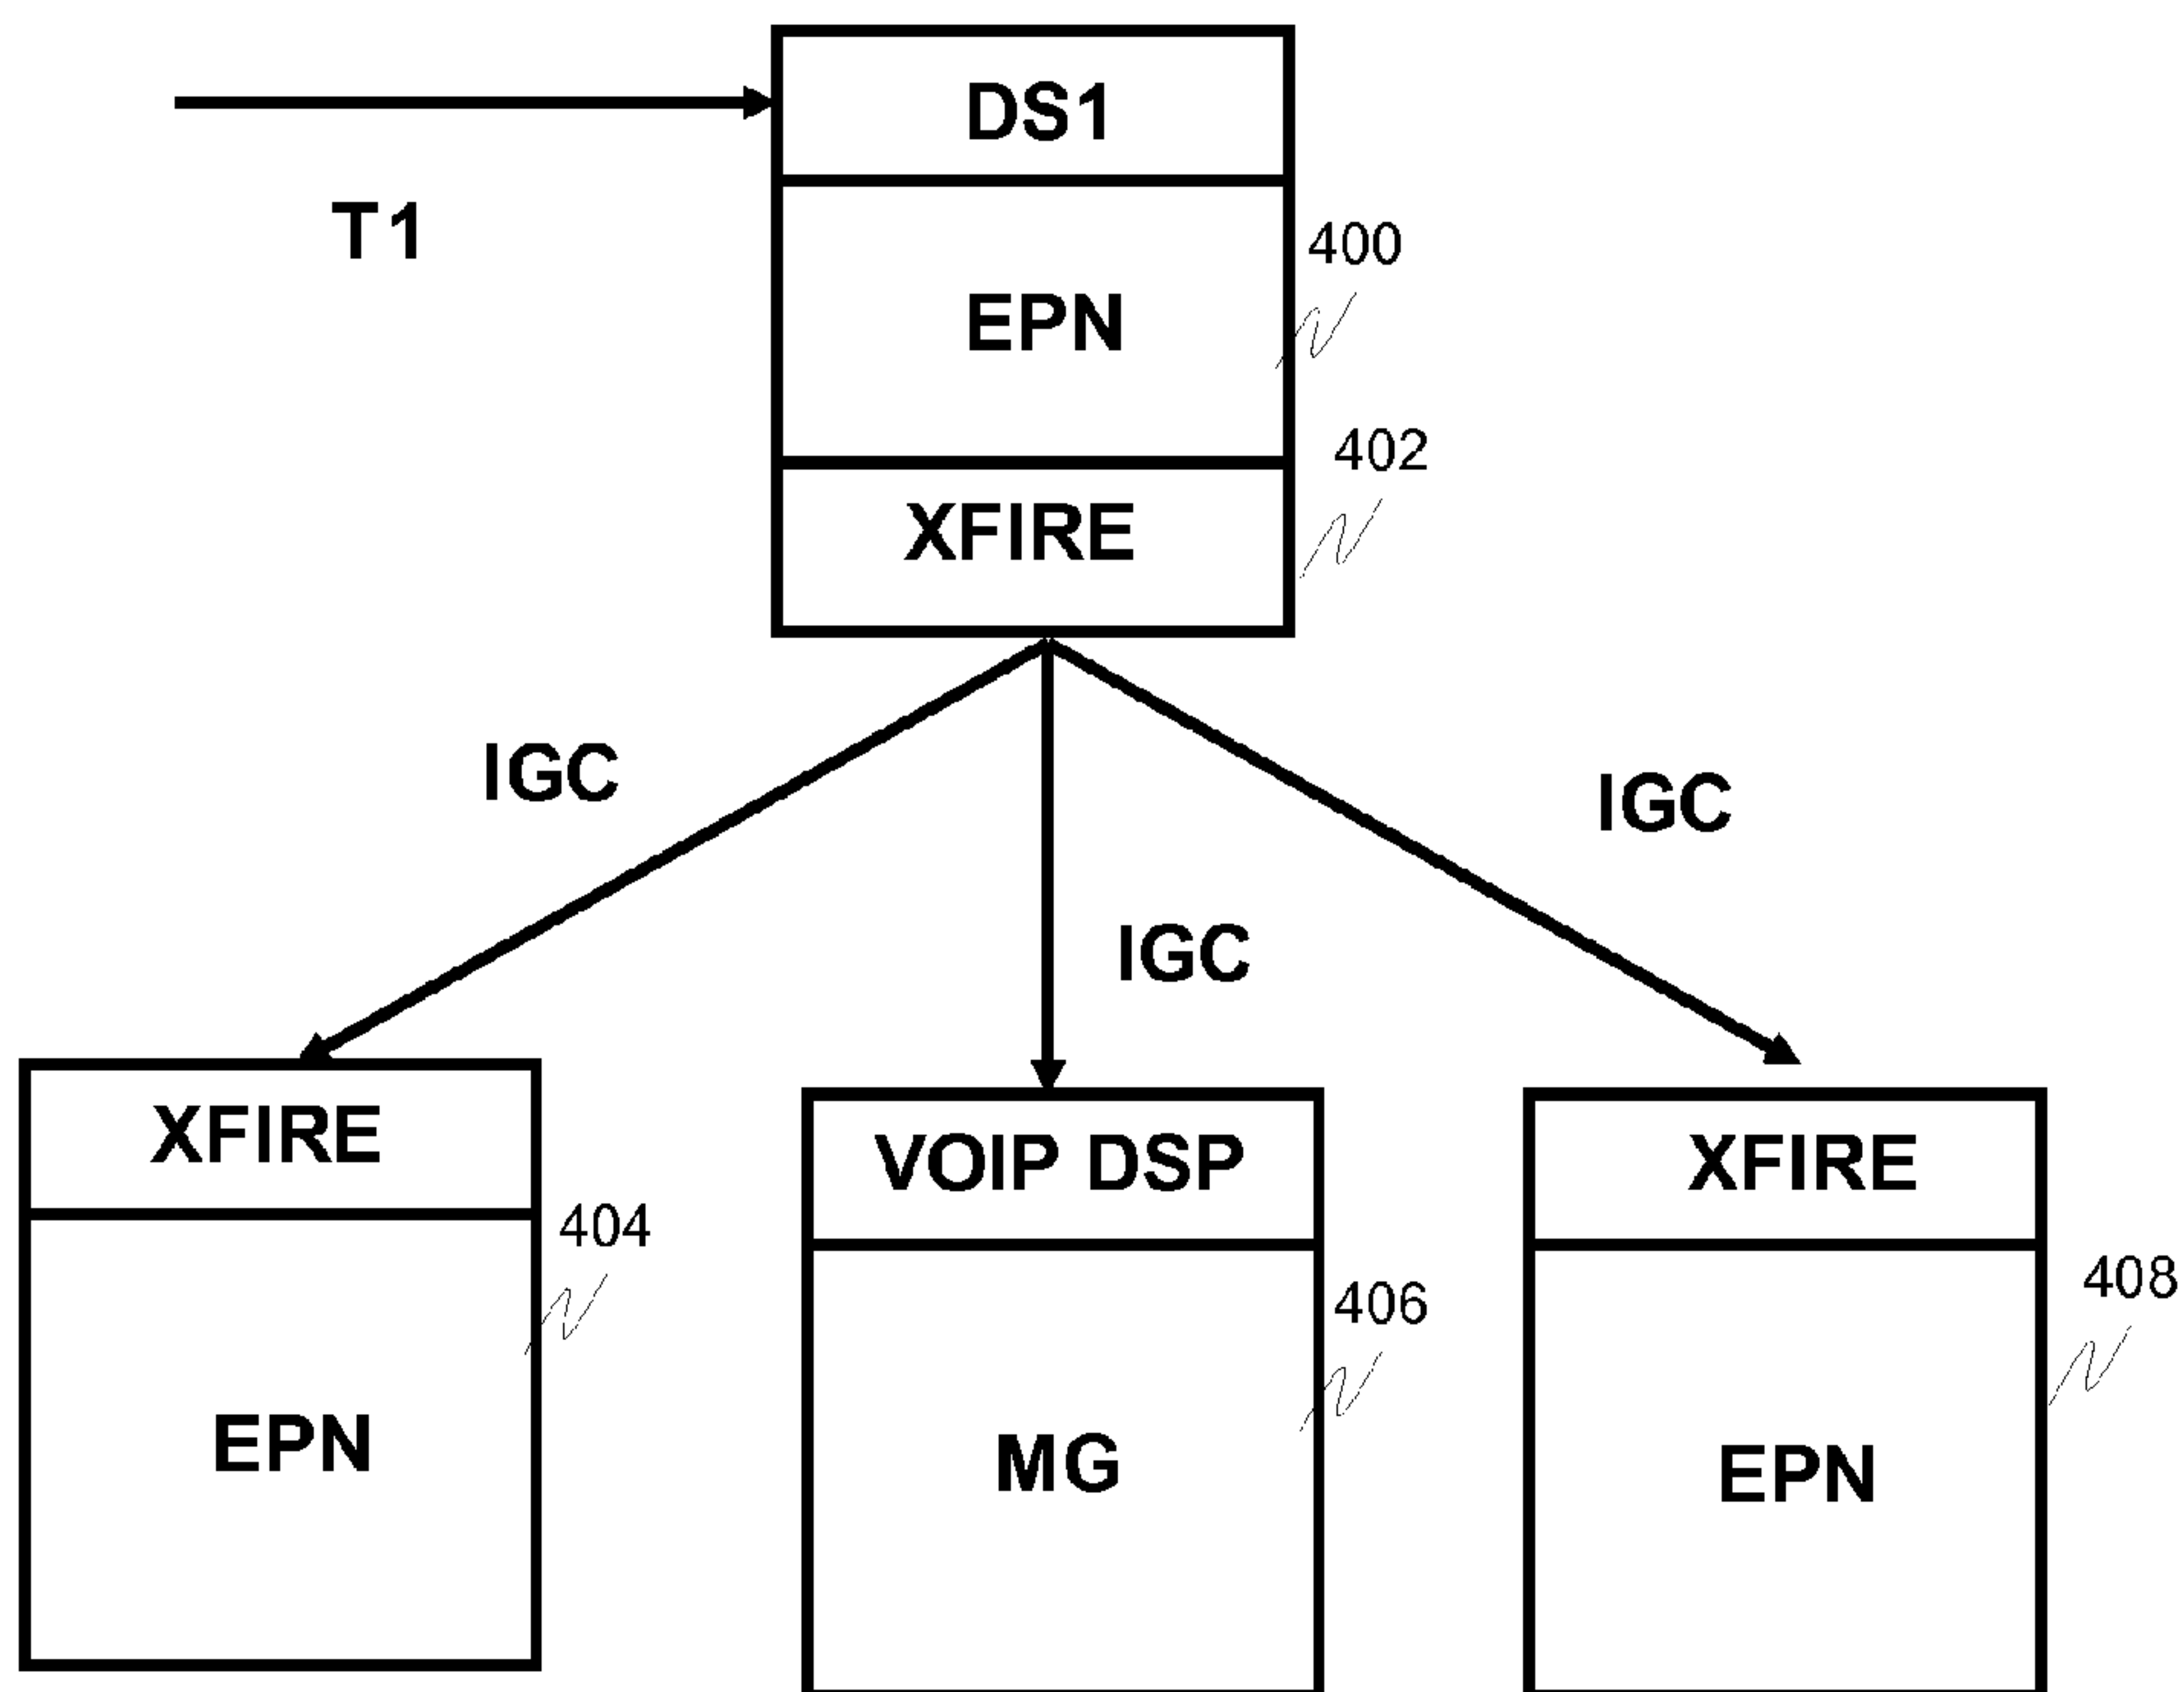 DS1
T1
400
EPN
402
XFIRE
IGC
IGC
IGC
XFIRE
VOIP DSP
XFIRE
404
406
408
EPN
MG
EPN